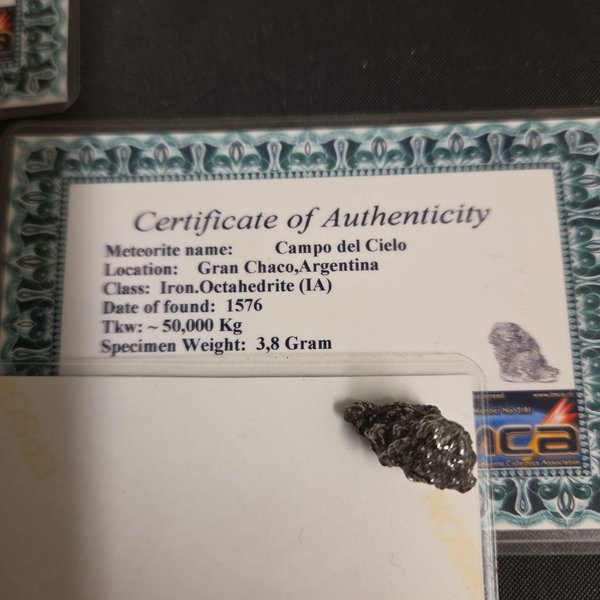 Certificate of Authenticity
Meteorite name: Campo del Cielo
Location: Gran Chaco,Argentina
Class: Iron.Octahedrite (IA)
Date of found: 1576
Tkw: ~ 50,000 Kg
Specimen Weight: 3,8 Gram